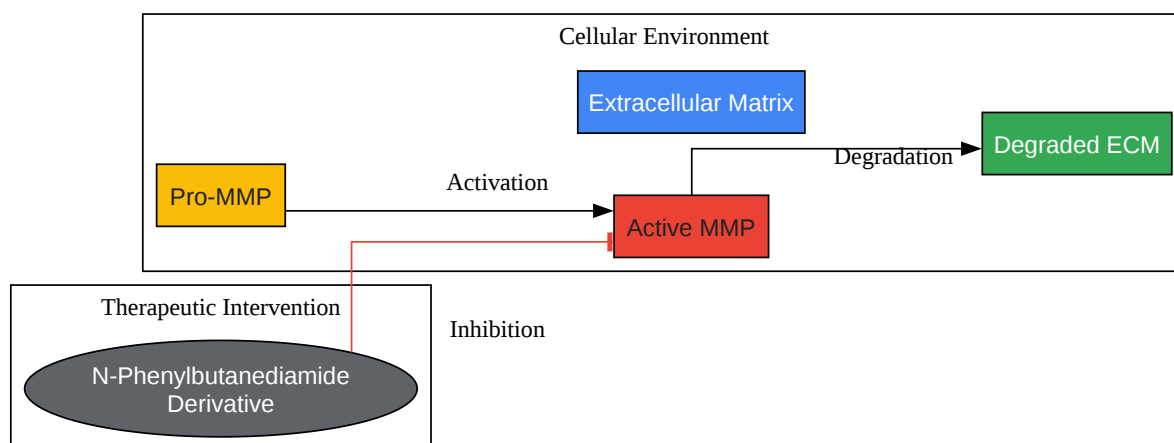 Cellular Environment
Extracellular Matrix
Degraded ECM
Degradation
Pro-MMP
Activation
Active MMP
Therapeutic Intervention
Inhibition
N-Phenylbutanediamide
Derivative